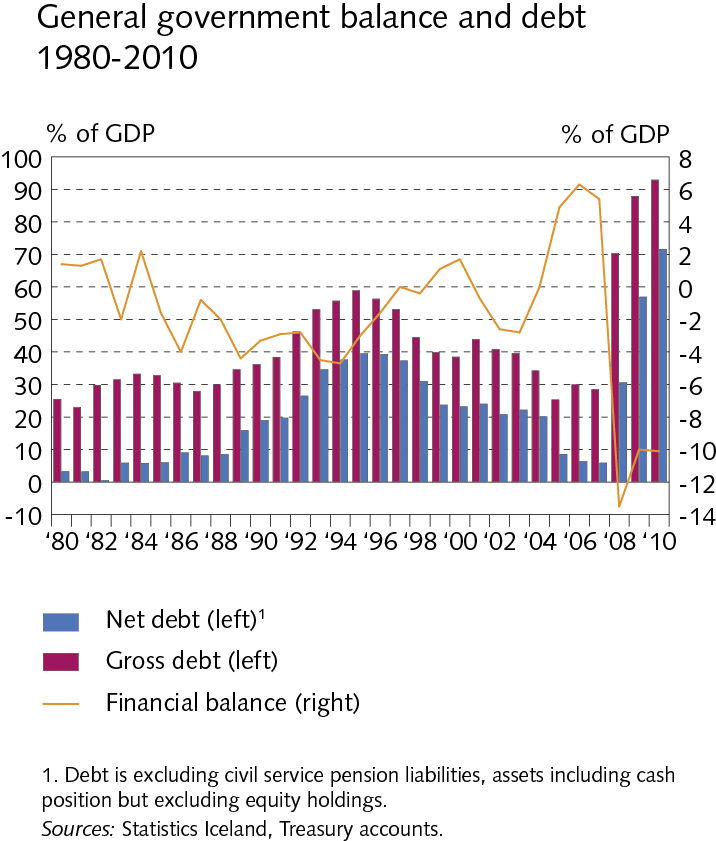 General government balance and debt
1980-2010
% of GDP % of GDP
100 8
90 6
80 4
70 2
60 0
50 -2
40 -4
30 -6
20 -8
10 -10
0 -12
-10 -14
‘80 ‘82 ‘84 ‘86 ‘88 ‘90 ‘92 ‘94 ‘96 ‘98 ‘00 ‘02 ‘04 ‘06 ‘08 ‘10
Net debt (left)¹
Gross debt (left)
Financial balance (right)
1. Debt is excluding civil service pension liabilities, assets including cash
position but excluding equity holdings.
Sources: Statistics Iceland, Treasury accounts.